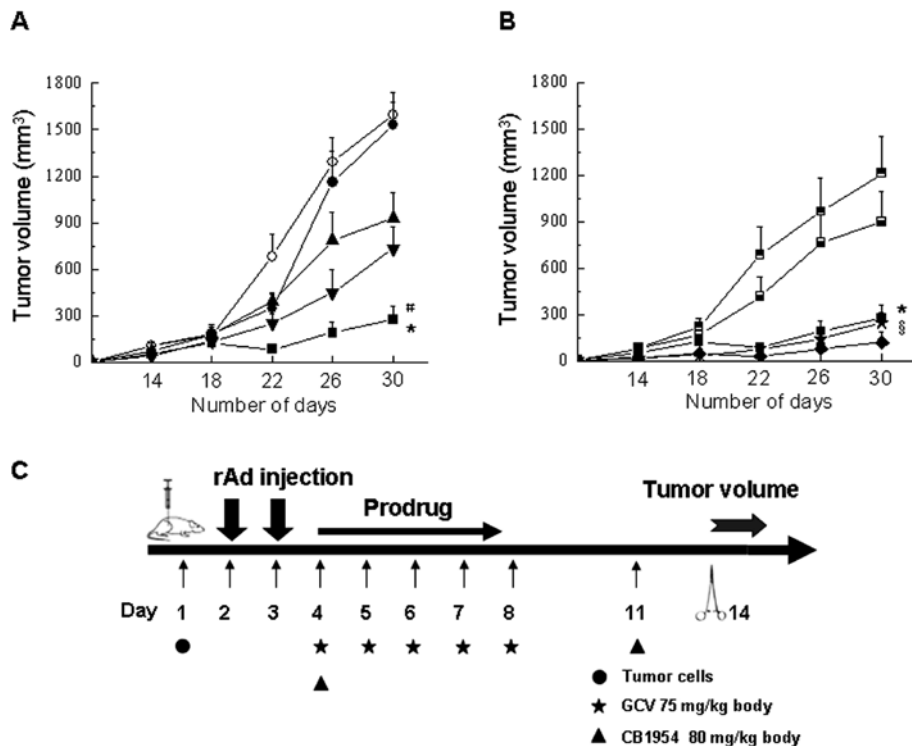 A
Tumor volume (mm³)
1800
1500
1200
900
600
300
0
14 18 22 26 30
Number of days
#
*
B
Tumor volume (mm³)
1800
1500
1200
900
600
300
0
14 18 22 26 30
Number of days
*
§
C
rAd injection
Prodrug
Tumor volume
Day 1 2 3 4 5 6 7 8 11 14
Tumor cells
GCV 75 mg/kg body
CB1954 80 mg/kg body